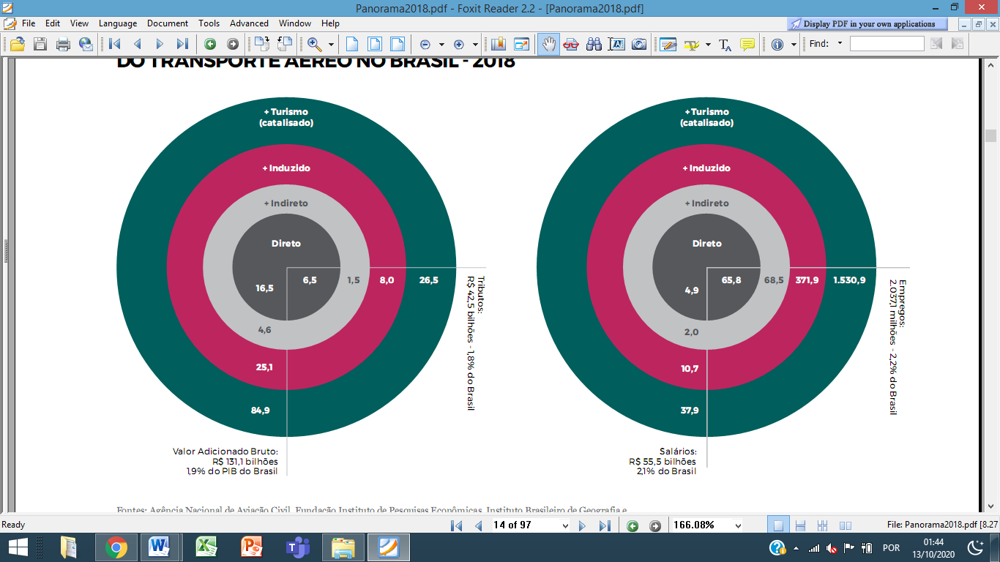 Panorama2018.pdf - Foxit Reader 2.2 - [Panorama2018.pdf]
File Edit View Language Document Tools Advanced Window Help
Display PDF in your own applications
Find:
DO TRANSPORTE AÉREO NO BRASIL - 2018
+ Turismo
(catalisado)
+ Induzido
+ Indireto
Direto
16,5
6,5
1,5
8,0
26,5
4,6
25,1
84,9
Tributos:
R$ 42,5 bilhões - 1,8% do Brasil
Valor Adicionado Bruto:
R$ 131,1 bilhões
1,9% do PIB do Brasil
+ Turismo
(catalisado)
+ Induzido
+ Indireto
Direto
4,9
65,8
68,5
371,9
1.530,9
2,0
10,7
37,9
Empregos:
2.037,1 milhões - 2,2% do Brasil
Salários:
R$ 55,5 bilhões
2,1% do Brasil
Fontes: Agência Nacional de Aviação Civil, Fundação Instituto de Pesquisas Econômicas, Instituto Brasileiro de Geografia e
Ready
14 of 97
166.08%
File: Panorama2018.pdf [8.27
POR
01:44
13/10/2020